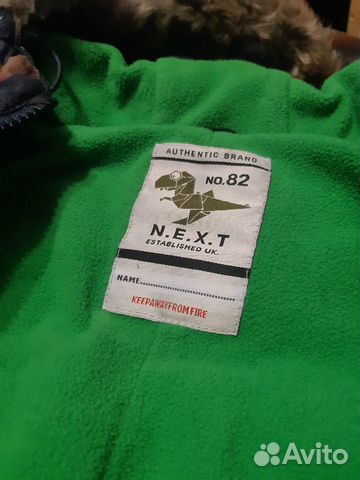 AUTHENTIC BRAND
NO.82
N.E.X.T
ESTABLISHED UK.
NAME
KEEPAWAYFROMFIRE
Avito